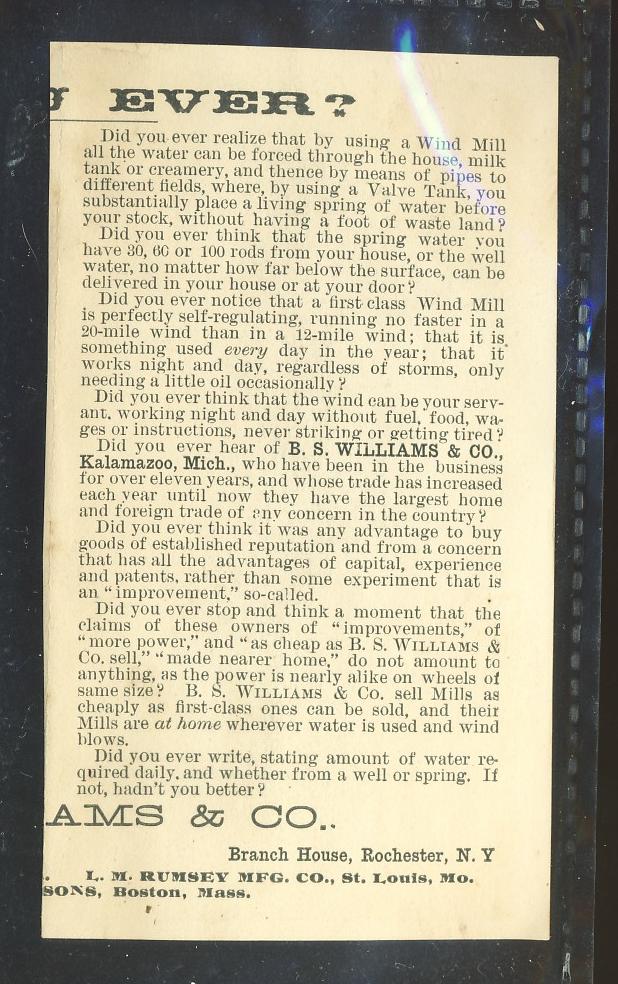 EVER?
Did you ever realize that by using a Wind Mill
all the water can be forced through the house, milk
tank or creamery, and thence by means of pipes to
different fields, where, by using a Valve Tank, you
substantially place a living spring of water before
your stock, without having a foot of waste land?
Did you ever think that the spring water you
have 30, 60 or 100 rods from your house, or the well
water, no matter how far below the surface, can be
delivered in your house or at your door?
Did you ever notice that a first class Wind Mill
is perfectly self-regulating, running no faster in a
20-mile wind than in a 12-mile wind; that it is
something used every day in the year; that it
works night and day, regardless of storms, only
needing a little oil occasionally?
Did you ever think that the wind can be your serv-
ant, working night and day without fuel, food, wa-
ges or instructions, never striking or getting tired?
Did you ever hear of B. S. WILLIAMS & CO.,
Kalamazoo, Mich., who have been in the business
for over eleven years, and whose trade has increased
each year until now they have the largest home
and foreign trade of any concern in the country?
Did you ever think it was any advantage to buy
goods of established reputation and from a concern
that has all the advantages of capital, experience
and patents, rather than some experiment that is
an "improvement," so-called.
Did you ever stop and think a moment that the
claims of these owners of "improvements," of
"more power," and "as cheap as B. S. WILLIAMS &
Co. sell," "made nearer home," do not amount to
anything, as the power is nearly alike on wheels of
same size? B. S. WILLIAMS & Co. sell Mills as
cheaply as first-class ones can be sold, and their
Mills are at home wherever water is used and wind
blows.
Did you ever write, stating amount of water re-
quired daily, and whether from a well or spring. If
not, hadn't you better?
AMS & CO..
Branch House, Rochester, N. Y
. L. M. RUMSEY MFG. CO., St. Louis, Mo.
SONS, Boston, Mass.